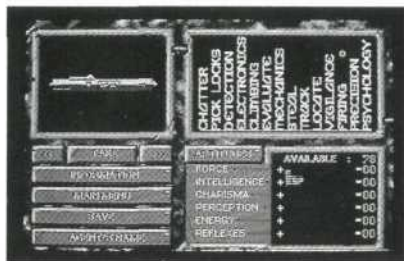 CHATTER
PICK LOCKS
DETECTION
ELECTRONICS
CLIMBING
EVALUATE
MECHANICS
STEAL
TRACK
LOCATE
VIGILANCE
FIRING
PRECISION
PSYCHOLOGY
INFORMATION
SAVE
AVAILABLE : 78
FORCE + -00
INTELLIGENCE + ESP -00
CHARISMA + -00
PERCEPTION + -00
ENERGY + -00
REFLEXES + -00